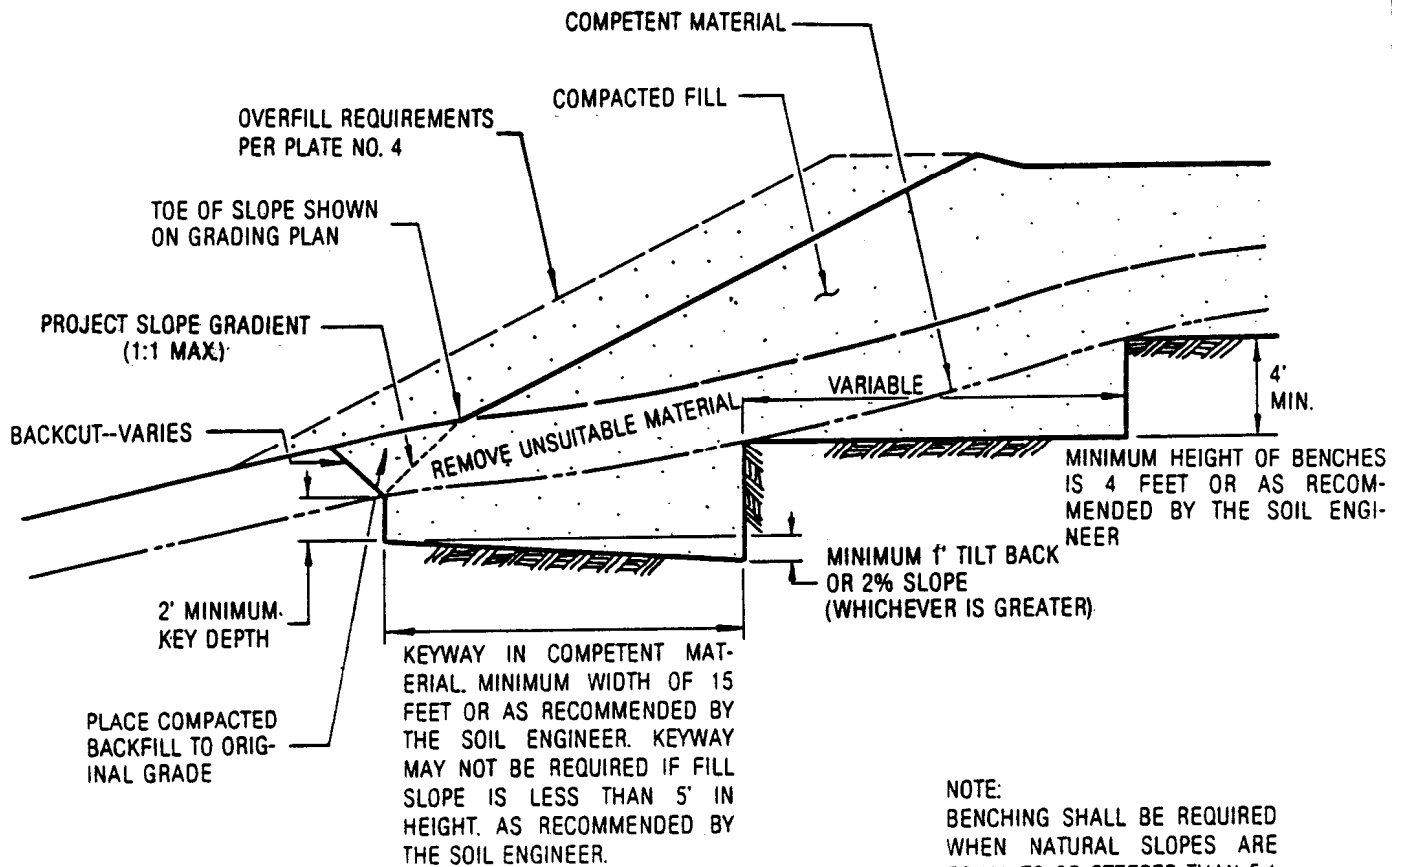 COMPETENT MATERIAL
COMPACTED FILL
OVERFILL REQUIREMENTS
PER PLATE NO. 4
TOE OF SLOPE SHOWN
ON GRADING PLAN
PROJECT SLOPE GRADIENT
(1:1 MAX.)
BACKCUT--VARIES
VARIABLE
REMOVE UNSUITABLE MATERIAL
4'
MIN.
MINIMUM HEIGHT OF BENCHES
IS 4 FEET OR AS RECOM-
MENDED BY THE SOIL ENGI-
NEER
MINIMUM 1' TILT BACK
OR 2% SLOPE
(WHICHEVER IS GREATER)
2' MINIMUM
KEY DEPTH
KEYWAY IN COMPETENT MAT-
ERIAL. MINIMUM WIDTH OF 15
FEET OR AS RECOMMENDED BY
THE SOIL ENGINEER. KEYWAY
MAY NOT BE REQUIRED IF FILL
SLOPE IS LESS THAN 5' IN
HEIGHT. AS RECOMMENDED BY
THE SOIL ENGINEER.
PLACE COMPACTED
BACKFILL TO ORIG-
INAL GRADE
NOTE:
BENCHING SHALL BE REQUIRED
WHEN NATURAL SLOPES ARE